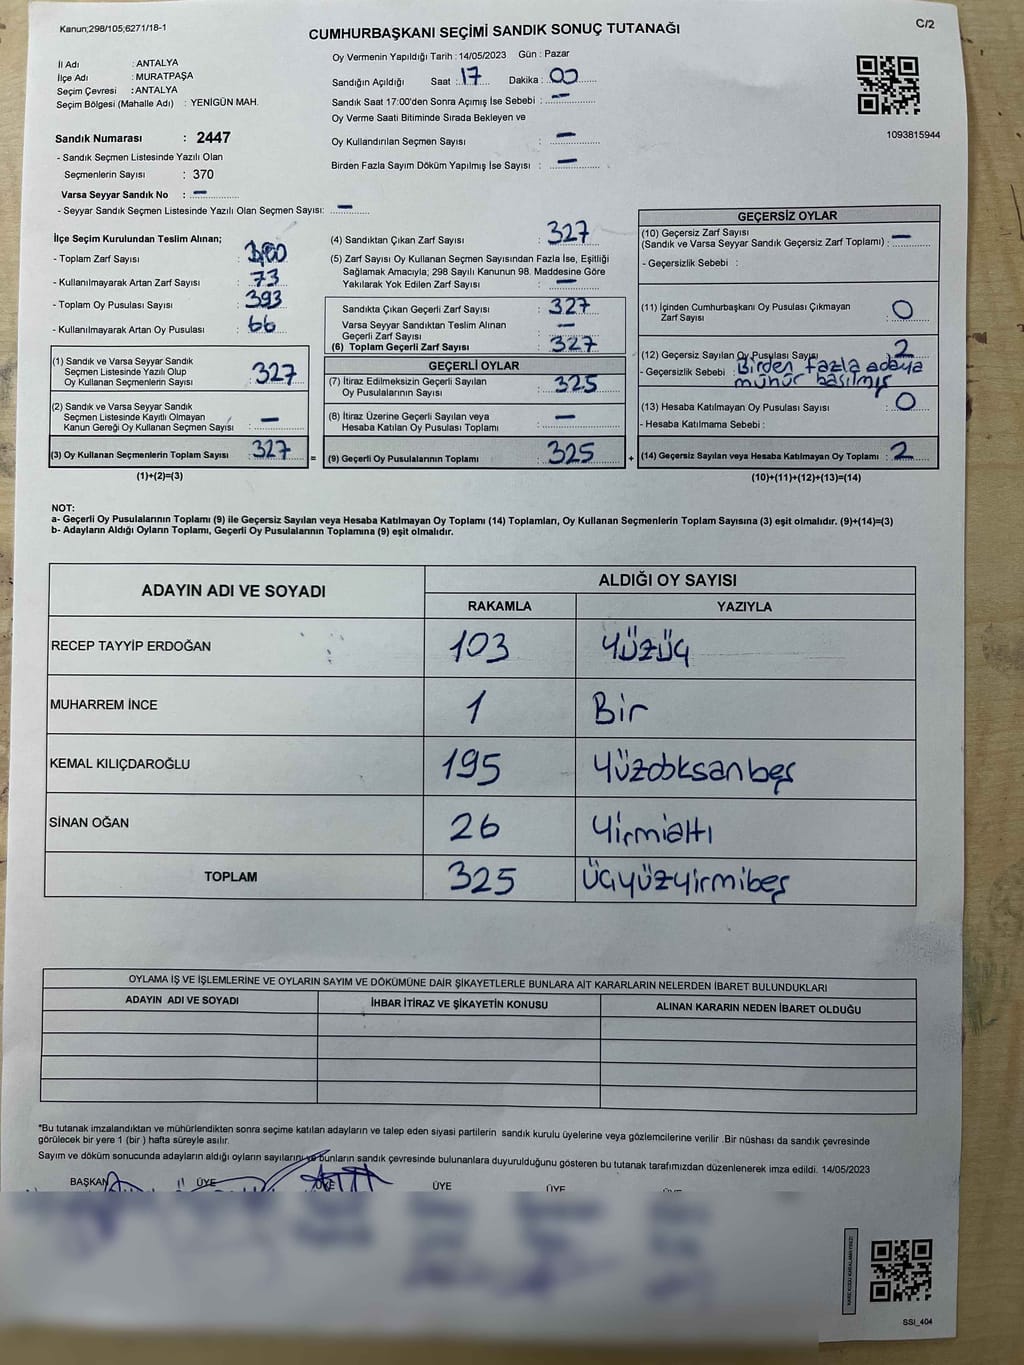 Kanun;298/105;6271/18-1
CUMHURBAŞKANI SEÇİMİ SANDIK SONUÇ TUTANAĞI
C/2
İl Adı : ANTALYA
İlçe Adı : MURATPAŞA
Seçim Çevresi : ANTALYA
Seçim Bölgesi (Mahalle Adı) : YENİGÜN MAH.
Sandık Numarası : 2447
- Sandık Seçmen Listesinde Yazılı Olan
Seçmenlerin Sayısı : 370
Varsa Seyyar Sandık No : –
- Seyyar Sandık Seçmen Listesinde Yazılı Olan Seçmen Sayısı: –
Oy Vermenin Yapıldığı Tarih : 14/05/2023 Gün : Pazar
Sandığın Açıldığı Saat : 17 Dakika : 00
Sandık Saat 17:00'den Sonra Açımış İse Sebebi : –
Oy Verme Saati Bitiminde Sırada Bekleyen ve
Oy Kullandırılan Seçmen Sayısı : –
Birden Fazla Sayım Döküm Yapılmış İse Sayısı : –
1093815944
İlçe Seçim Kurulundan Teslim Alınan;
- Toplam Zarf Sayısı :
- Kullanılmayarak Artan Zarf Sayısı : 73
- Toplam Oy Pusulası Sayısı : 393
- Kullanılmayarak Artan Oy Pusulası : 66
(1) Sandık ve Varsa Seyyar Sandık
Seçmen Listesinde Yazılı Olup
Oy Kullanan Seçmenlerin Sayısı : 327
(2) Sandık ve Varsa Seyyar Sandık
Seçmen Listesinde Kayıtlı Olmayan
Kanun Gereği Oy Kullanan Seçmen Sayısı : –
(3) Oy Kullanan Seçmenlerin Toplam Sayısı : 327
(1)+(2)=(3)
(4) Sandıktan Çıkan Zarf Sayısı : 327
(5) Zarf Sayısı Oy Kullanan Seçmen Sayısından Fazla İse, Eşitliği
Sağlamak Amacıyla; 298 Sayılı Kanunun 98. Maddesine Göre
Yakılarak Yok Edilen Zarf Sayısı : –
Sandıkta Çıkan Geçerli Zarf Sayısı : 327
Varsa Seyyar Sandıktan Teslim Alınan
Geçerli Zarf Sayısı : –
(6) Toplam Geçerli Zarf Sayısı : 327
GEÇERLİ OYLAR
(7) İtiraz Edilmeksizin Geçerli Sayılan
Oy Pusulalarının Sayısı : 325
(8) İtiraz Üzerine Geçerli Sayılan veya
Hesaba Katılan Oy Pusulası Toplamı : –
= (9) Geçerli Oy Pusulalarının Toplamı : 325
GEÇERSİZ OYLAR
(10) Geçersiz Zarf Sayısı
(Sandık ve Varsa Seyyar Sandık Geçersiz Zarf Toplamı) : –
- Geçersizlik Sebebi :
(11) İçinden Cumhurbaşkanı Oy Pusulası Çıkmayan
Zarf Sayısı : 0
(12) Geçersiz Sayılan Oy Pusulası Sayısı : 2
- Geçersizlik Sebebi : Birden fazla adaya
mühür basılmış
(13) Hesaba Katılmayan Oy Pusulası Sayısı : 0
- Hesaba Katılmama Sebebi :
+ (14) Geçersiz Sayılan veya Hesaba Katılmayan Oy Toplamı : 2
(10)+(11)+(12)+(13)=(14)
NOT:
a- Geçerli Oy Pusulalarının Toplamı (9) ile Geçersiz Sayılan veya Hesaba Katılmayan Oy Toplamı (14) Toplamları, Oy Kullanan Seçmenlerin Toplam Sayısına (3) eşit olmalıdır. (9)+(14)=(3)
b- Adayların Aldığı Oyların Toplamı, Geçerli Oy Pusulalarının Toplamına (9) eşit olmalıdır.
ADAYIN ADI VE SOYADI
ALDIĞI OY SAYISI
RAKAMLA YAZIYLA
RECEP TAYYİP ERDOĞAN 103 Yüzüç
MUHARREM İNCE 1 Bir
KEMAL KILIÇDAROĞLU 195 Yüzdoksanbeş
SİNAN OĞAN 26 Yirmialtı
TOPLAM 325 Üçyüzyirmibeş
OYLAMA İŞ VE İŞLEMLERİNE VE OYLARIN SAYIM VE DÖKÜMÜNE DAİR ŞİKAYETLERLE BUNLARA AİT KARARLARIN NELERDEN İBARET BULUNDUKLARI
ADAYIN ADI VE SOYADI İHBAR İTİRAZ VE ŞİKAYETİN KONUSU ALINAN KARARIN NEDEN İBARET OLDUĞU
*Bu tutanak imzalandıktan ve mühürlendikten sonra seçime katılan adayların ve talep eden siyasi partilerin sandık kurulu üyelerine veya gözlemcilerine verilir .Bir nüshası da sandık çevresinde
görülecek bir yere 1 (bir ) hafta süreyle asılır.
Sayım ve döküm sonucunda adayların aldığı oyların sayılarını ve bunların sandık çevresinde bulunanlara duyurulduğunu gösteren bu tutanak tarafımızdan düzenlenerek imza edildi. 14/05/2023
BAŞKAN ÜYE ÜYE ÜYE ÜYE ÜYE
SSI_404